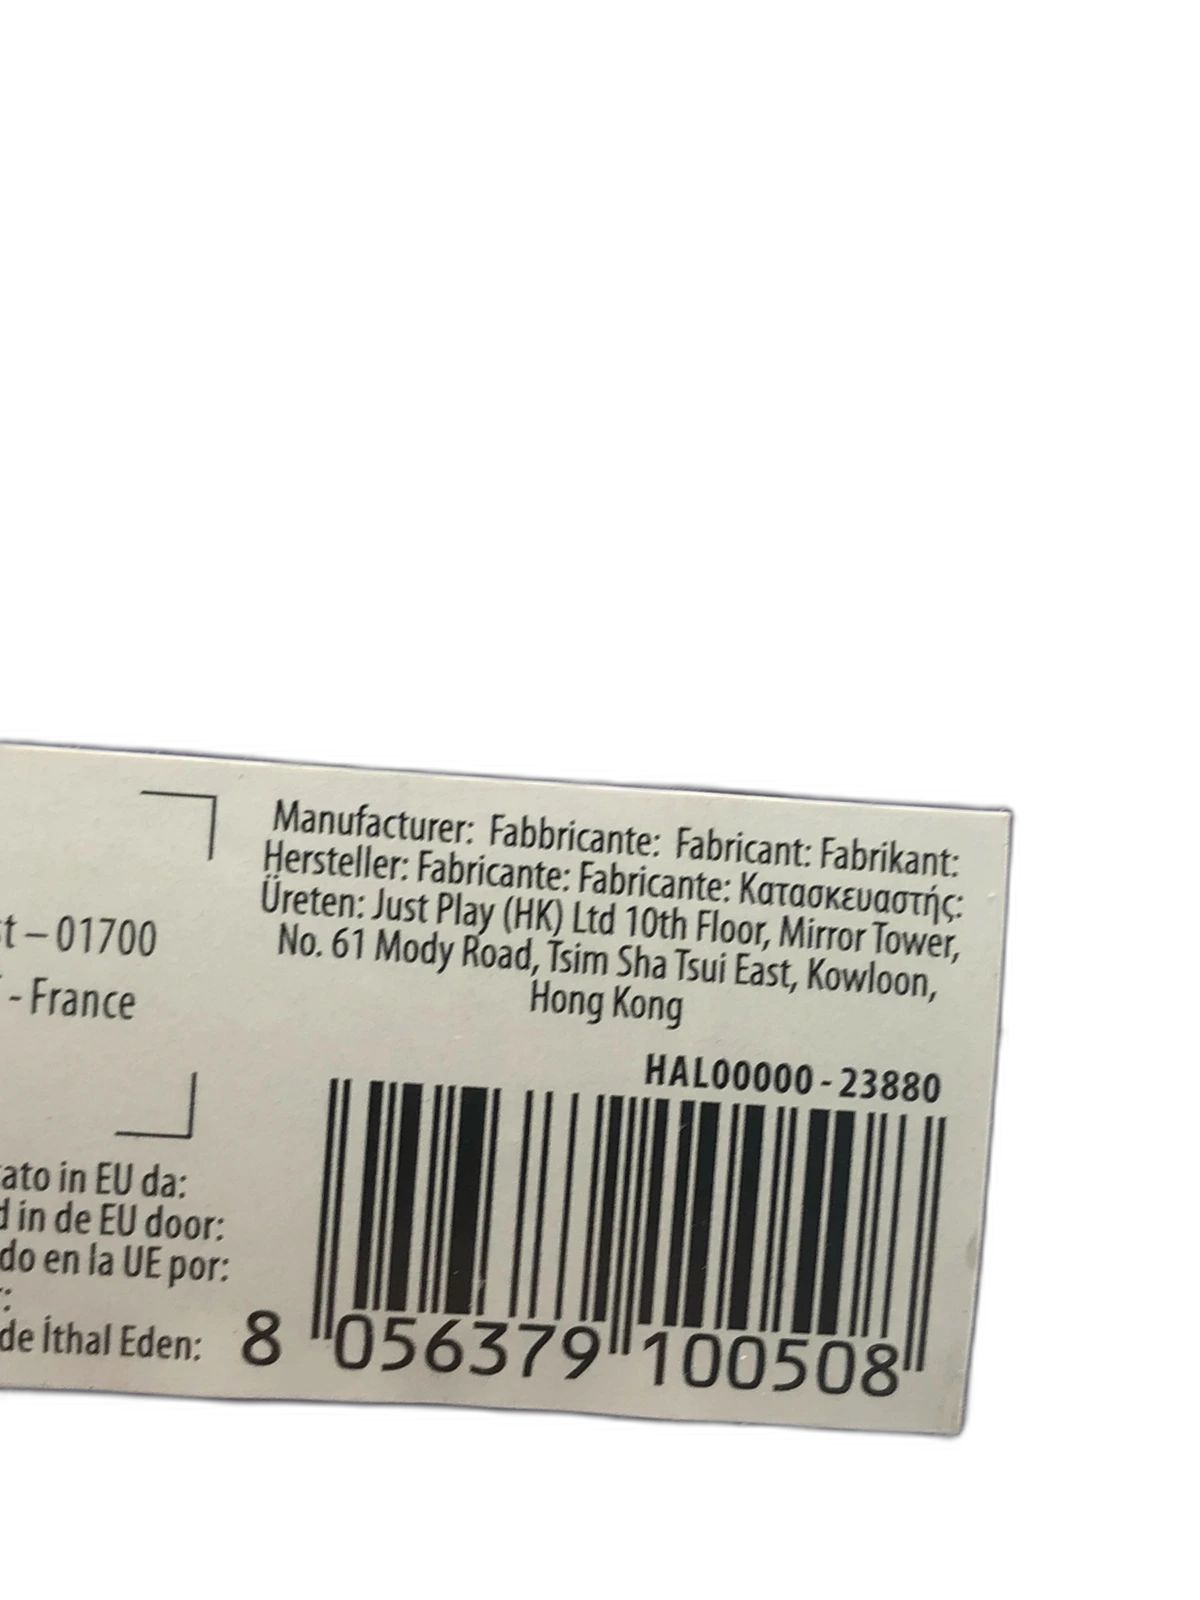 – 01700
- France
in EU da:
in de EU door:
en la UE por:
de İthal Eden:
Manufacturer: Fabbricante: Fabricant: Fabrikant:
Hersteller: Fabricante: Fabricante: Κατασκευαστής:
Üreten: Just Play (HK) Ltd 10th Floor, Mirror Tower,
No. 61 Mody Road, Tsim Sha Tsui East, Kowloon,
Hong Kong
HAL00000 - 23880
8 056379 100508